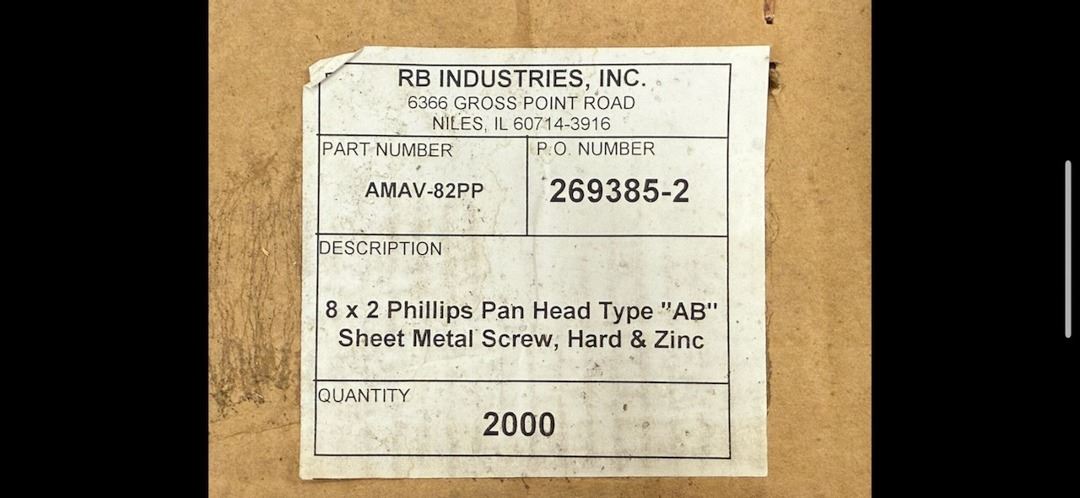 RB INDUSTRIES, INC.
6366 GROSS POINT ROAD
NILES, IL 60714-3916
PART NUMBER
AMAV-82PP
P.O. NUMBER
269385-2
DESCRIPTION
8 x 2 Phillips Pan Head Type "AB"
Sheet Metal Screw, Hard & Zinc
QUANTITY
2000